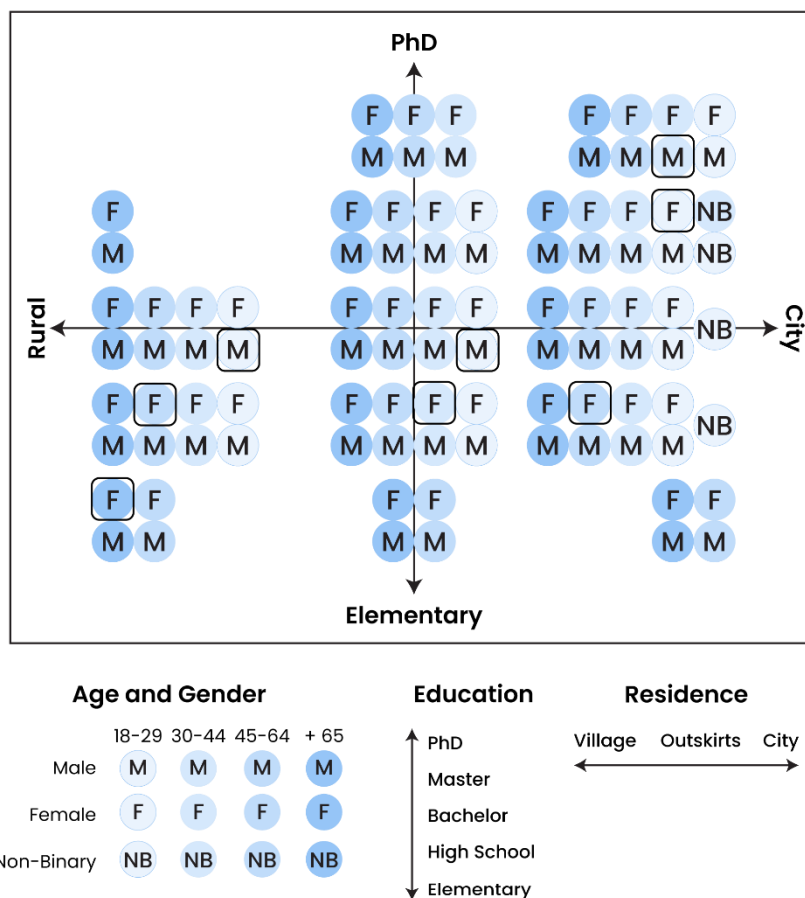 PhD
F F F F F F F
M M M M M M M
F F F F F F F F F NB
M M M M M M M M M NB
F F F F F F F F F F F F
Rural NB City
M M M M M M M M M M M M
F F F F F F F F F F F F
NB
M M M M M M M M M M M M
F F F F F F
M M M M M M
Elementary
Age and Gender
18-29 30-44 45-64 + 65
Male M M M M
Female F F F F
Non-Binary NB NB NB NB
Education
PhD
Master
Bachelor
High School
Elementary
Residence
Village Outskirts City